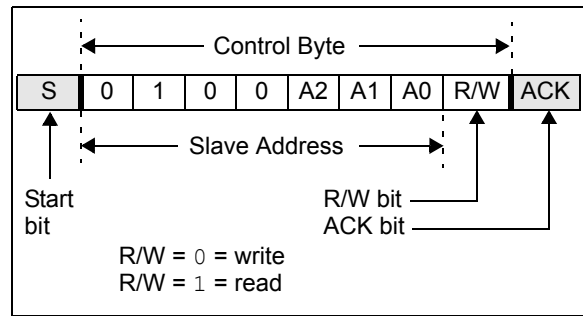 Control Byte
S 0 1 0 0 A2 A1 A0 R/W ACK
Slave Address
Start
bit
R/W bit
ACK bit
R/W = 0 = write
R/W = 1 = read